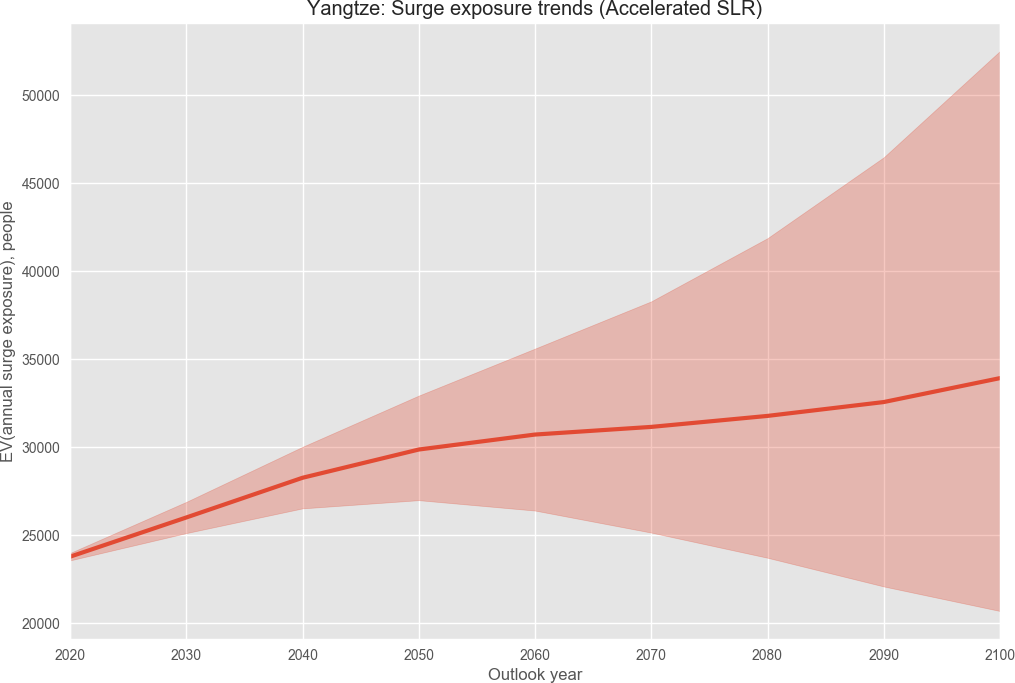 Yangtze: Surge exposure trends (Accelerated SLR)
EV(annual surge exposure), people
50000
45000
40000
35000
30000
25000
20000
2020 2030 2040 2050 2060 2070 2080 2090 2100
Outlook year